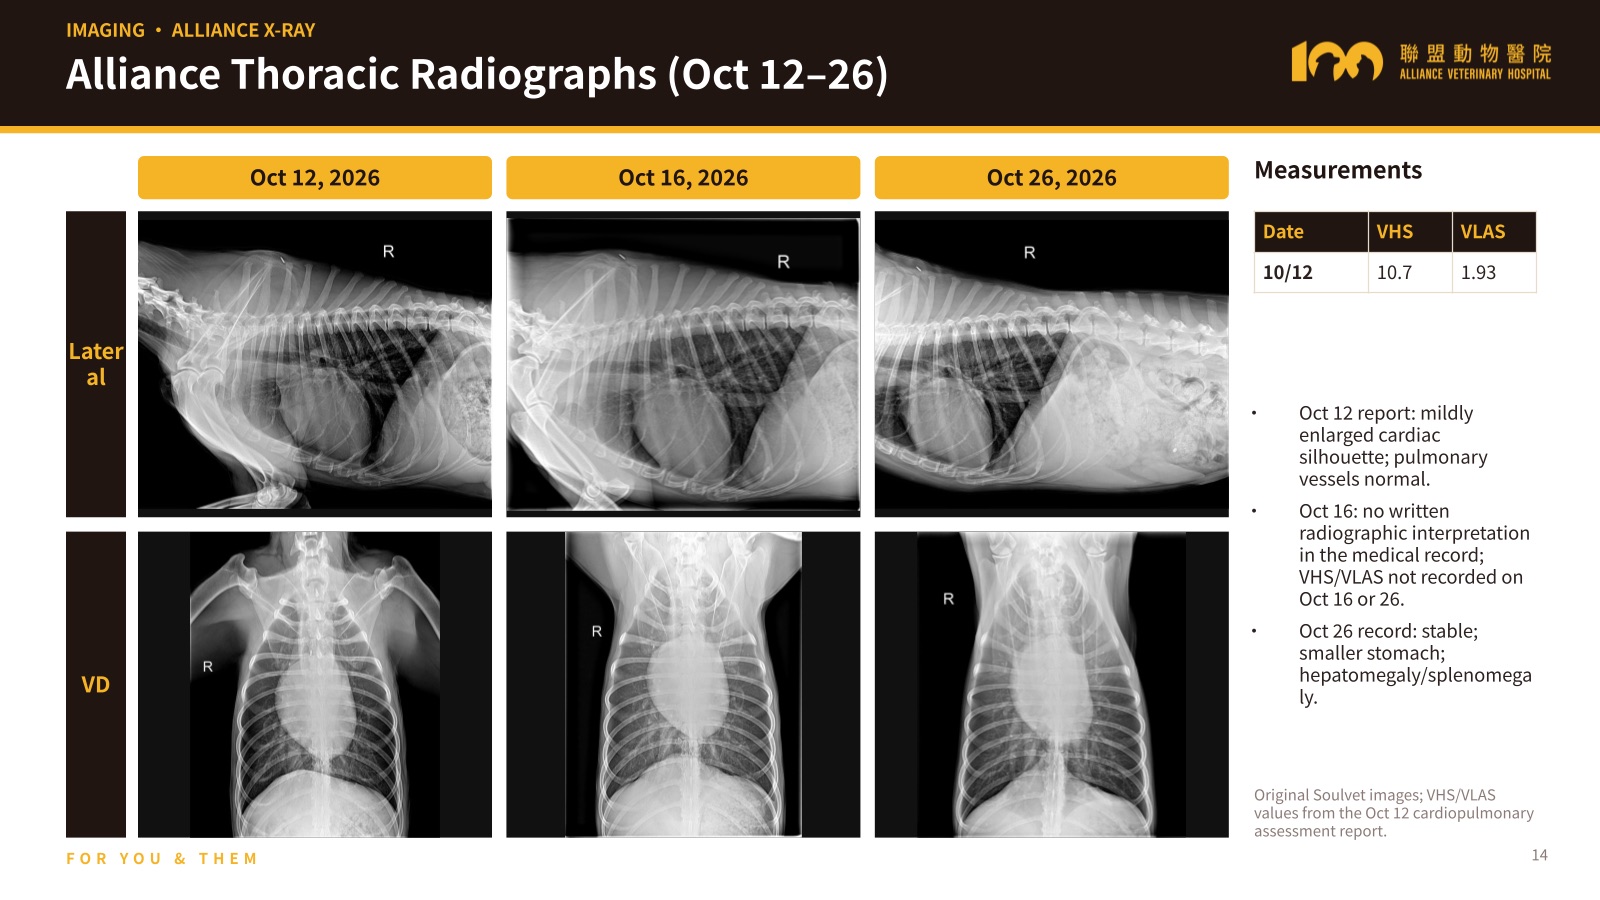 IMAGING • ALLIANCE X-RAY
Alliance Thoracic Radiographs (Oct 12–26)
聯盟動物醫院
ALLIANCE VETERINARY HOSPITAL
Oct 12, 2026
Oct 16, 2026
Oct 26, 2026
Later
al
R
R
R
VD
R
R
R
Measurements
Date VHS VLAS
10/12 10.7 1.93
• Oct 12 report: mildly
enlarged cardiac
silhouette; pulmonary
vessels normal.
• Oct 16: no written
radiographic interpretation
in the medical record;
VHS/VLAS not recorded on
Oct 16 or 26.
• Oct 26 record: stable;
smaller stomach;
hepatomegaly/splenomega
ly.
Original Soulvet images; VHS/VLAS
values from the Oct 12 cardiopulmonary
assessment report.
FOR YOU & THEM
14